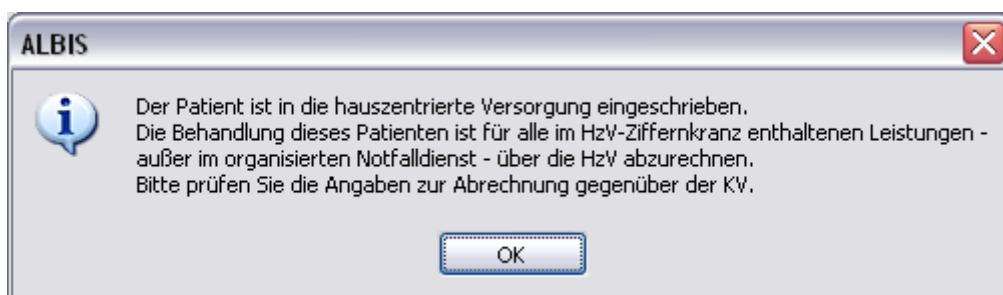 ALBIS
Der Patient ist in die hauszentrierte Versorgung eingeschrieben.
Die Behandlung dieses Patienten ist für alle im HzV-Ziffernkranz enthaltenen Leistungen -
außer im organisierten Notfalldienst - über die HzV abzurechnen.
Bitte prüfen Sie die Angaben zur Abrechnung gegenüber der KV.
OK